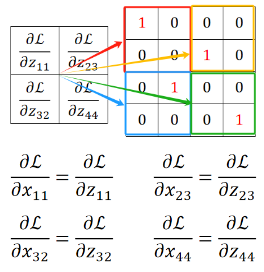 ∂ℒ/∂z₁₁ ∂ℒ/∂z₂₃ 1 0 0 0
0 0 1 0
∂ℒ/∂z₃₂ ∂ℒ/∂z₄₄ 0 1 0 0
0 0 0 1
∂ℒ/∂x₁₁ = ∂ℒ/∂z₁₁ ∂ℒ/∂x₂₃ = ∂ℒ/∂z₂₃
∂ℒ/∂x₃₂ = ∂ℒ/∂z₃₂ ∂ℒ/∂x₄₄ = ∂ℒ/∂z₄₄